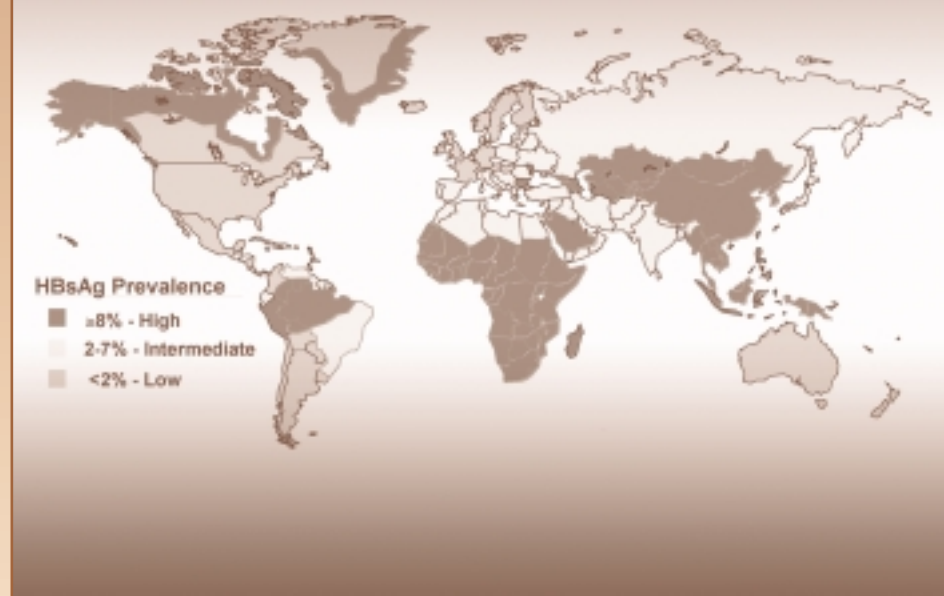 HBsAg Prevalence
≥8% - High
2-7% - Intermediate
<2% - Low